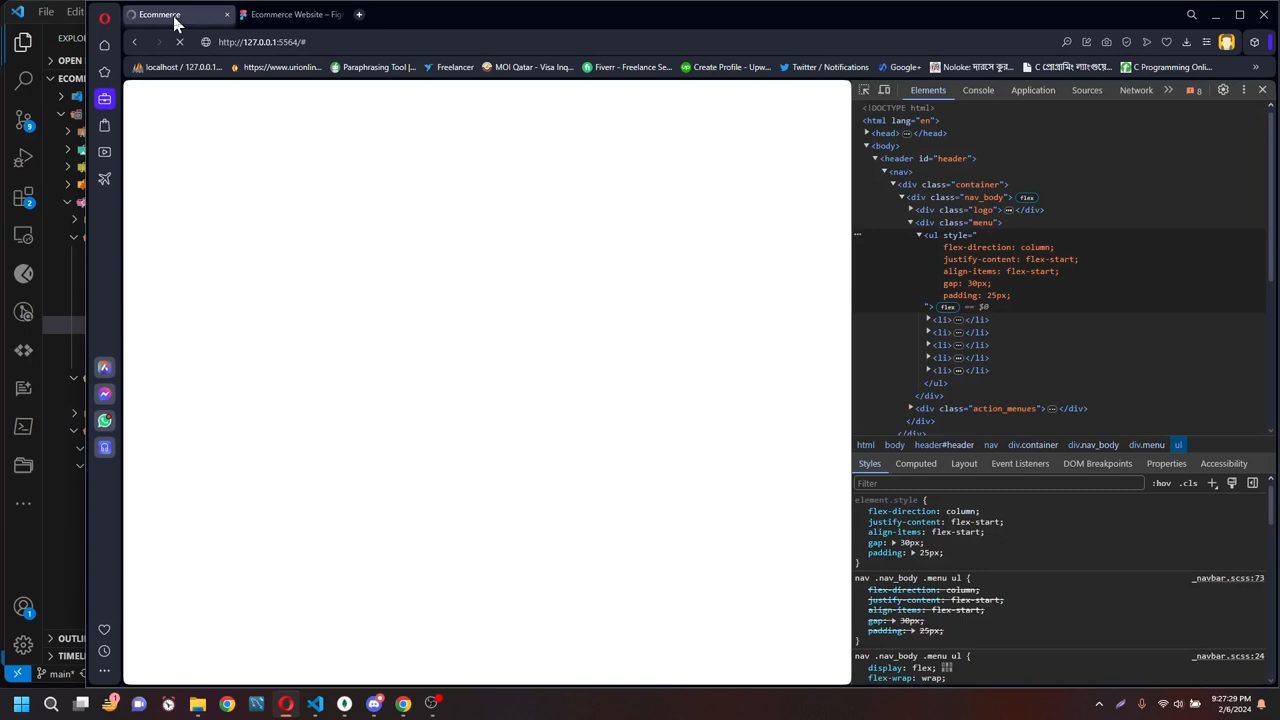 File
Edit
Ecommerce
Ecommerce Website – Fig
http://127.0.0.1:5564/#
localhost / 127.0.0.1...
https://www.urionlin...
Paraphrasing Tool |...
Freelancer
MOI Qatar - Visa Inq...
Fiverr - Freelance Se...
Create Profile - Upw...
Twitter / Notifications
Google+
Noloke: দারসে কুর...
C প্রোগ্রামিং ল্যাংগুয়ে...
C Programming Onl...
EXPLOR
OPEN
ECOMM
OUTLIN
TIMELIN
main*
9
2
1
Elements
Console
Application
Sources
Network
8
<!DOCTYPE html>
<html lang="en">
<head> ⋯ </head>
<body>
<header id="header">
<nav>
<div class="container">
<div class="nav_body"> flex
<div class="logo"> ⋯ </div>
<div class="menu">
<ul style="
flex-direction: column;
justify-content: flex-start;
align-items: flex-start;
gap: 30px;
padding: 25px;
"> flex == $0
<li> ⋯ </li>
<li> ⋯ </li>
<li> ⋯ </li>
<li> ⋯ </li>
<li> ⋯ </li>
</ul>
</div>
<div class="action_menues"> ⋯ </div>
</div>
</div>
html
body
header#header
nav
div.container
div.nav_body
div.menu
ul
Styles
Computed
Layout
Event Listeners
DOM Breakpoints
Properties
Accessibility
Filter
:hov .cls
element.style {
flex-direction: column;
justify-content: flex-start;
align-items: flex-start;
gap: 30px;
padding: 25px;
}
nav .nav_body .menu ul {
_navbar.scss:73
flex-direction: column;
justify-content: flex-start;
align-items: flex-start;
gap: 30px;
padding: 25px;
}
nav .nav_body .menu ul {
_navbar.scss:24
display: flex;
flex-wrap: wrap;
9:27:29 PM
2/6/2024